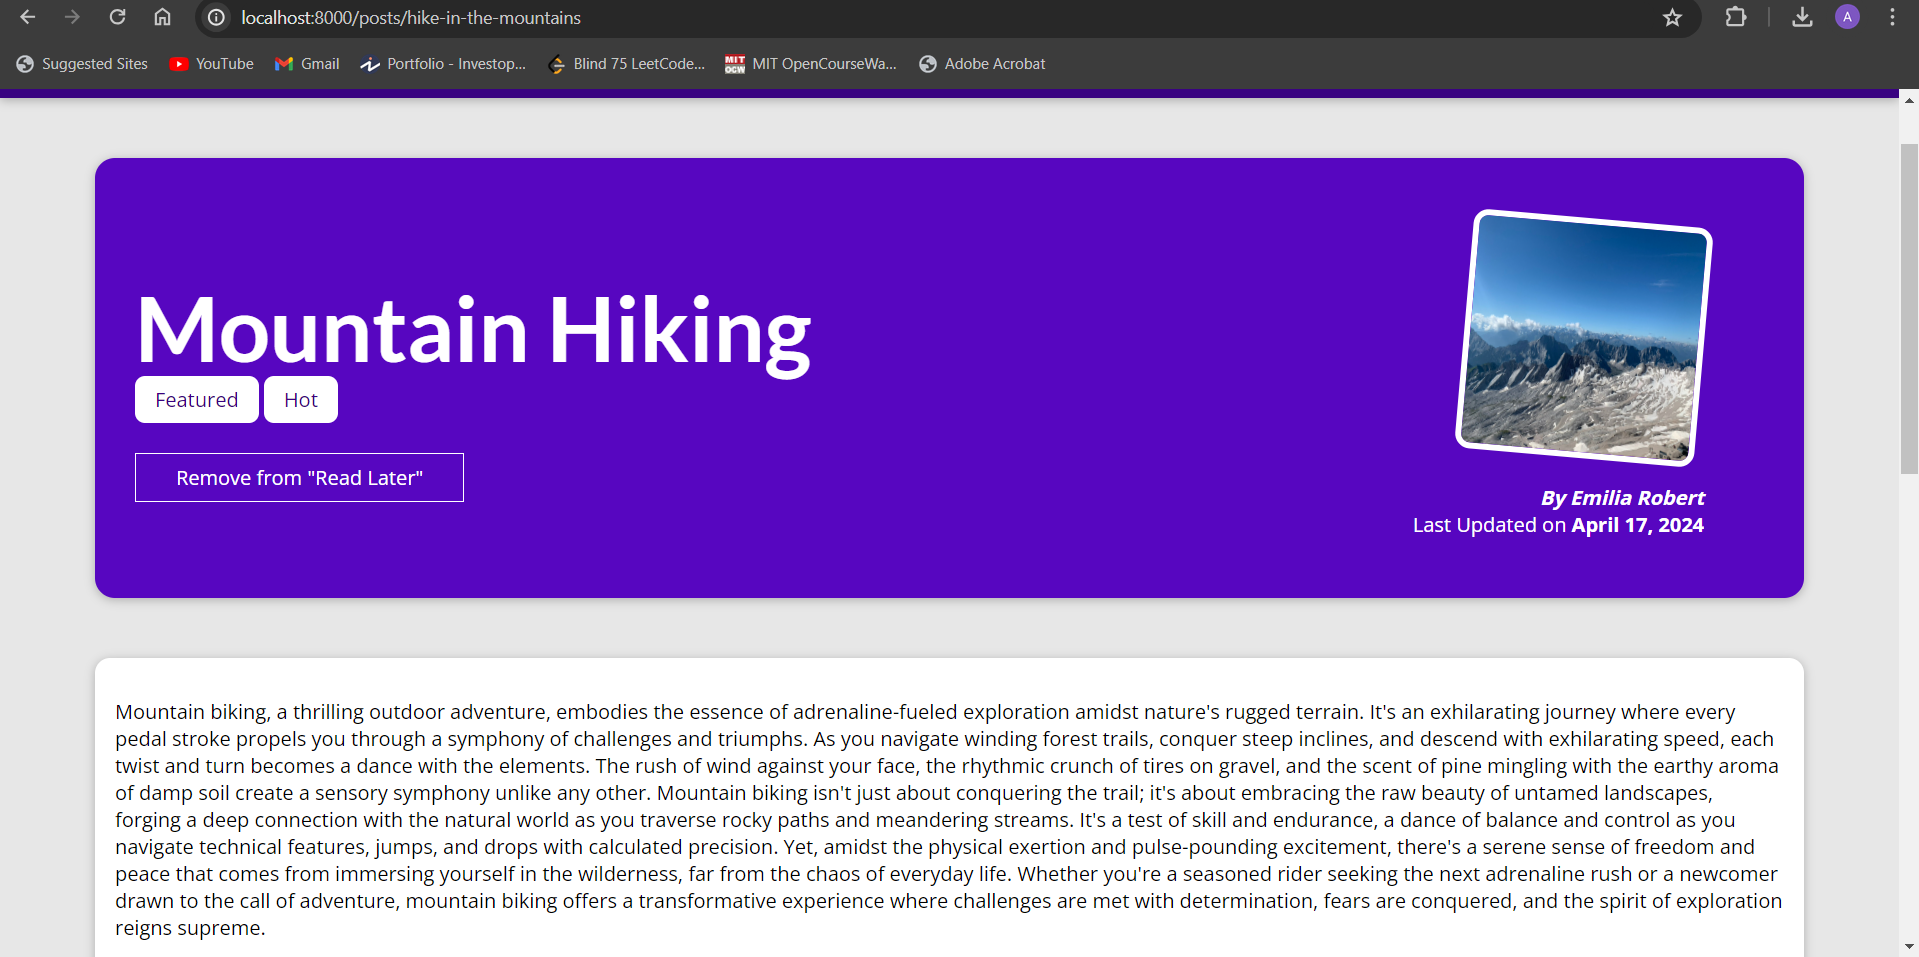 localhost:8000/posts/hike-in-the-mountains
A
Suggested Sites YouTube Gmail Portfolio - Investop... Blind 75 LeetCode... MIT OCW MIT OpenCourseWa... Adobe Acrobat
Mountain Hiking
Featured Hot
Remove from "Read Later"
By Emilia Robert
Last Updated on April 17, 2024
Mountain biking, a thrilling outdoor adventure, embodies the essence of adrenaline-fueled exploration amidst nature's rugged terrain. It's an exhilarating journey where every
pedal stroke propels you through a symphony of challenges and triumphs. As you navigate winding forest trails, conquer steep inclines, and descend with exhilarating speed, each
twist and turn becomes a dance with the elements. The rush of wind against your face, the rhythmic crunch of tires on gravel, and the scent of pine mingling with the earthy aroma
of damp soil create a sensory symphony unlike any other. Mountain biking isn't just about conquering the trail; it's about embracing the raw beauty of untamed landscapes,
forging a deep connection with the natural world as you traverse rocky paths and meandering streams. It's a test of skill and endurance, a dance of balance and control as you
navigate technical features, jumps, and drops with calculated precision. Yet, amidst the physical exertion and pulse-pounding excitement, there's a serene sense of freedom and
peace that comes from immersing yourself in the wilderness, far from the chaos of everyday life. Whether you're a seasoned rider seeking the next adrenaline rush or a newcomer
drawn to the call of adventure, mountain biking offers a transformative experience where challenges are met with determination, fears are conquered, and the spirit of exploration
reigns supreme.